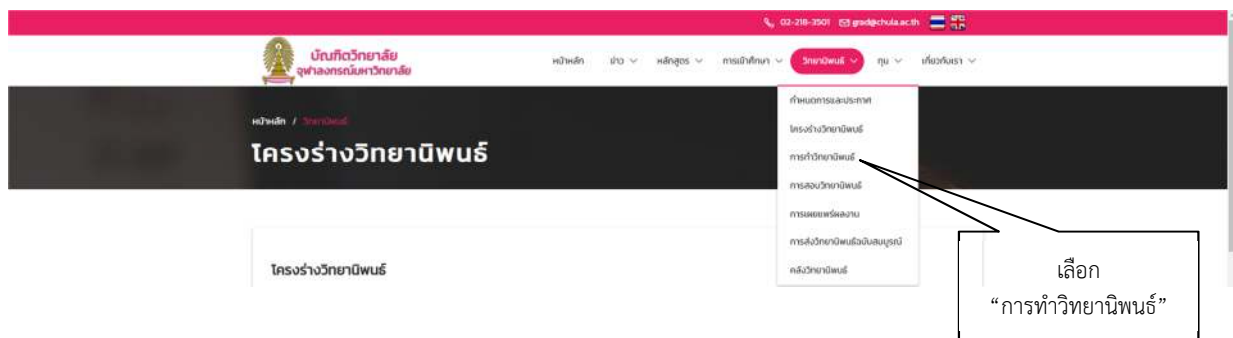 02-218-3501 grad@chula.ac.th
บัณฑิตวิทยาลัย
จุฬาลงกรณ์มหาวิทยาลัย
หน้าหลัก ข่าว หลักสูตร การเข้าศึกษา วิทยานิพนธ์ ทุน เกี่ยวกับเรา
กำหนดการและประกาศ
โครงร่างวิทยานิพนธ์
การทำวิทยานิพนธ์
การสอบวิทยานิพนธ์
การเผยแพร่ผลงาน
การส่งวิทยานิพนธ์ฉบับสมบูรณ์
คลังวิทยานิพนธ์
หน้าหลัก / วิทยานิพนธ์
โครงร่างวิทยานิพนธ์
โครงร่างวิทยานิพนธ์
เลือก
“การทำวิทยานิพนธ์”